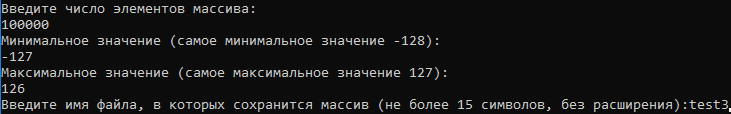 Введите число элементов массива:
100000
Минимальное значение (самое минимальное значение -128):
-127
Максимальное значение (самое максимальное значение 127):
126
Введите имя файла, в которых сохранится массив (не более 15 символов, без расширения):test3